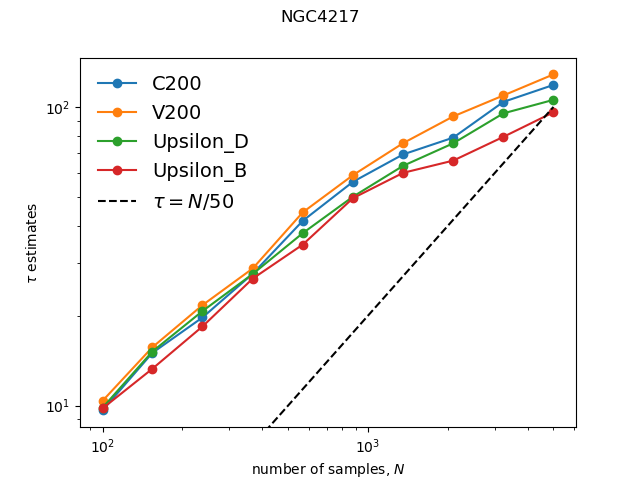 NGC4217
C200
V200
Upsilon_D
Upsilon_B
τ = N/50
τ estimates
10²
10¹
10² 10³
number of samples, N